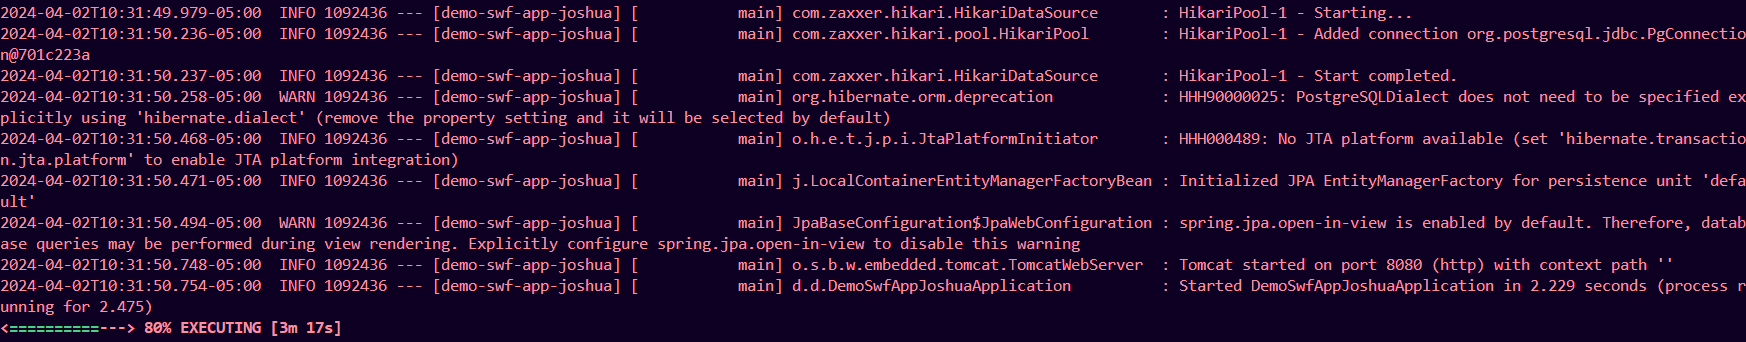 2024-04-02T10:31:49.979-05:00  INFO 1092436 --- [demo-swf-app-joshua] [           main] com.zaxxer.hikari.HikariDataSource       : HikariPool-1 - Starting...
2024-04-02T10:31:50.236-05:00  INFO 1092436 --- [demo-swf-app-joshua] [           main] com.zaxxer.hikari.pool.HikariPool        : HikariPool-1 - Added connection org.postgresql.jdbc.PgConnectio
n@701c223a
2024-04-02T10:31:50.237-05:00  INFO 1092436 --- [demo-swf-app-joshua] [           main] com.zaxxer.hikari.HikariDataSource       : HikariPool-1 - Start completed.
2024-04-02T10:31:50.258-05:00  WARN 1092436 --- [demo-swf-app-joshua] [           main] org.hibernate.orm.deprecation            : HHH90000025: PostgreSQLDialect does not need to be specified ex
plicitly using 'hibernate.dialect' (remove the property setting and it will be selected by default)
2024-04-02T10:31:50.468-05:00  INFO 1092436 --- [demo-swf-app-joshua] [           main] o.h.e.t.j.p.i.JtaPlatformInitiator       : HHH000489: No JTA platform available (set 'hibernate.transactio
n.jta.platform' to enable JTA platform integration)
2024-04-02T10:31:50.471-05:00  INFO 1092436 --- [demo-swf-app-joshua] [           main] j.LocalContainerEntityManagerFactoryBean : Initialized JPA EntityManagerFactory for persistence unit 'defa
ult'
2024-04-02T10:31:50.494-05:00  WARN 1092436 --- [demo-swf-app-joshua] [           main] JpaBaseConfiguration$JpaWebConfiguration : spring.jpa.open-in-view is enabled by default. Therefore, datab
ase queries may be performed during view rendering. Explicitly configure spring.jpa.open-in-view to disable this warning
2024-04-02T10:31:50.748-05:00  INFO 1092436 --- [demo-swf-app-joshua] [           main] o.s.b.w.embedded.tomcat.TomcatWebServer  : Tomcat started on port 8080 (http) with context path ''
2024-04-02T10:31:50.754-05:00  INFO 1092436 --- [demo-swf-app-joshua] [           main] d.d.DemoSwfAppJoshuaApplication          : Started DemoSwfAppJoshuaApplication in 2.229 seconds (process r
unning for 2.475)
<==========---> 80% EXECUTING [3m 17s]